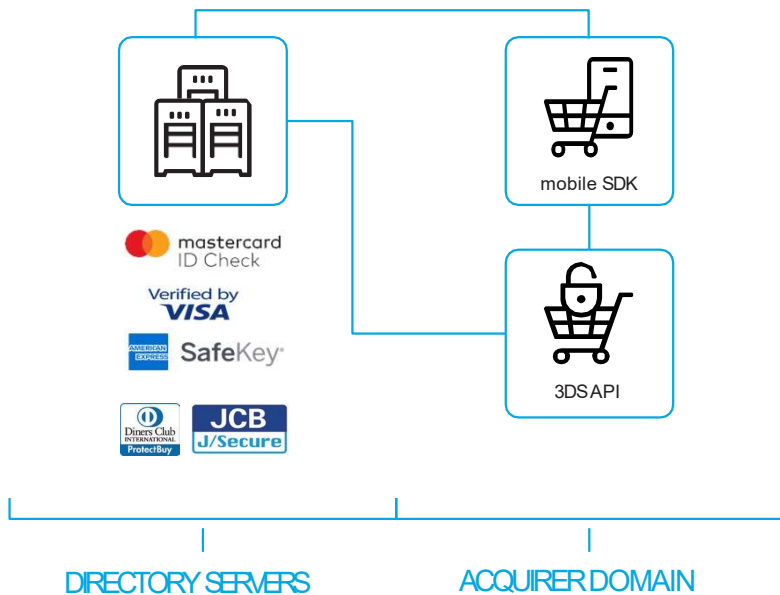 mobile SDK
mastercard
ID Check
Verified by
VISA
AMERICAN
EXPRESS
SafeKey
3DS API
Diners Club
INTERNATIONAL
ProtectBuy
JCB
J/Secure
DIRECTORY SERVERS
ACQUIRER DOMAIN